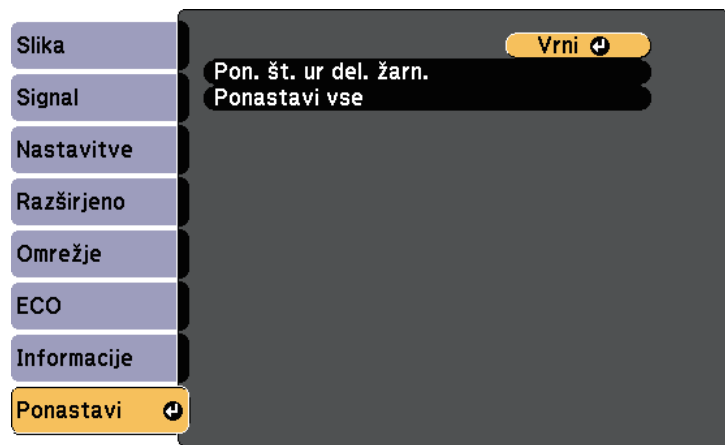 Slika
Signal
Nastavitve
Razširjeno
Omrežje
ECO
Informacije
Ponastavi
Vrni
Pon. št. ur del. žarn.
Ponastavi vse